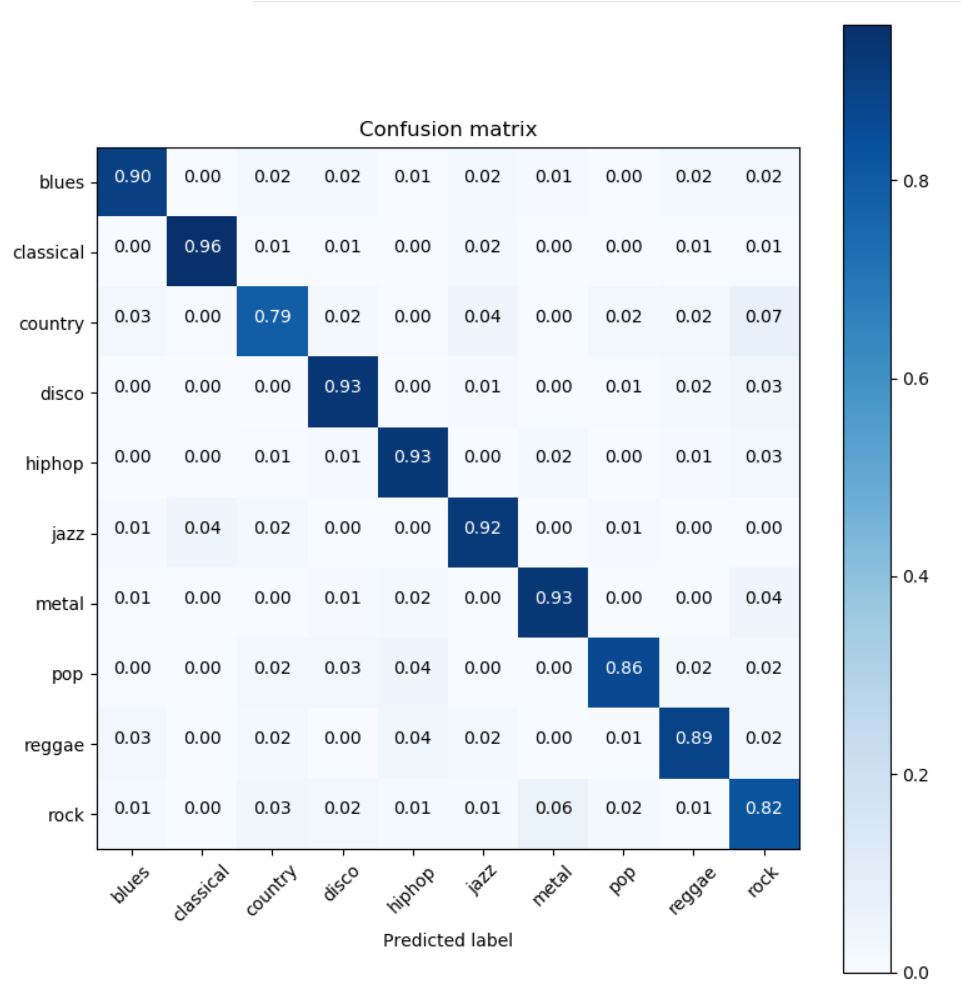 Confusion matrix
blues 0.90 0.00 0.02 0.02 0.01 0.02 0.01 0.00 0.02 0.02
classical 0.00 0.96 0.01 0.01 0.00 0.02 0.00 0.00 0.01 0.01
country 0.03 0.00 0.79 0.02 0.00 0.04 0.00 0.02 0.02 0.07
disco 0.00 0.00 0.00 0.93 0.00 0.01 0.00 0.01 0.02 0.03
hiphop 0.00 0.00 0.01 0.01 0.93 0.00 0.02 0.00 0.01 0.03
jazz 0.01 0.04 0.02 0.00 0.00 0.92 0.00 0.01 0.00 0.00
metal 0.01 0.00 0.00 0.01 0.02 0.00 0.93 0.00 0.00 0.04
pop 0.00 0.00 0.02 0.03 0.04 0.00 0.00 0.86 0.02 0.02
reggae 0.03 0.00 0.02 0.00 0.04 0.02 0.00 0.01 0.89 0.02
rock 0.01 0.00 0.03 0.02 0.01 0.01 0.06 0.02 0.01 0.82
blues classical country disco hiphop jazz metal pop reggae rock
Predicted label
0.8
0.6
0.4
0.2
0.0